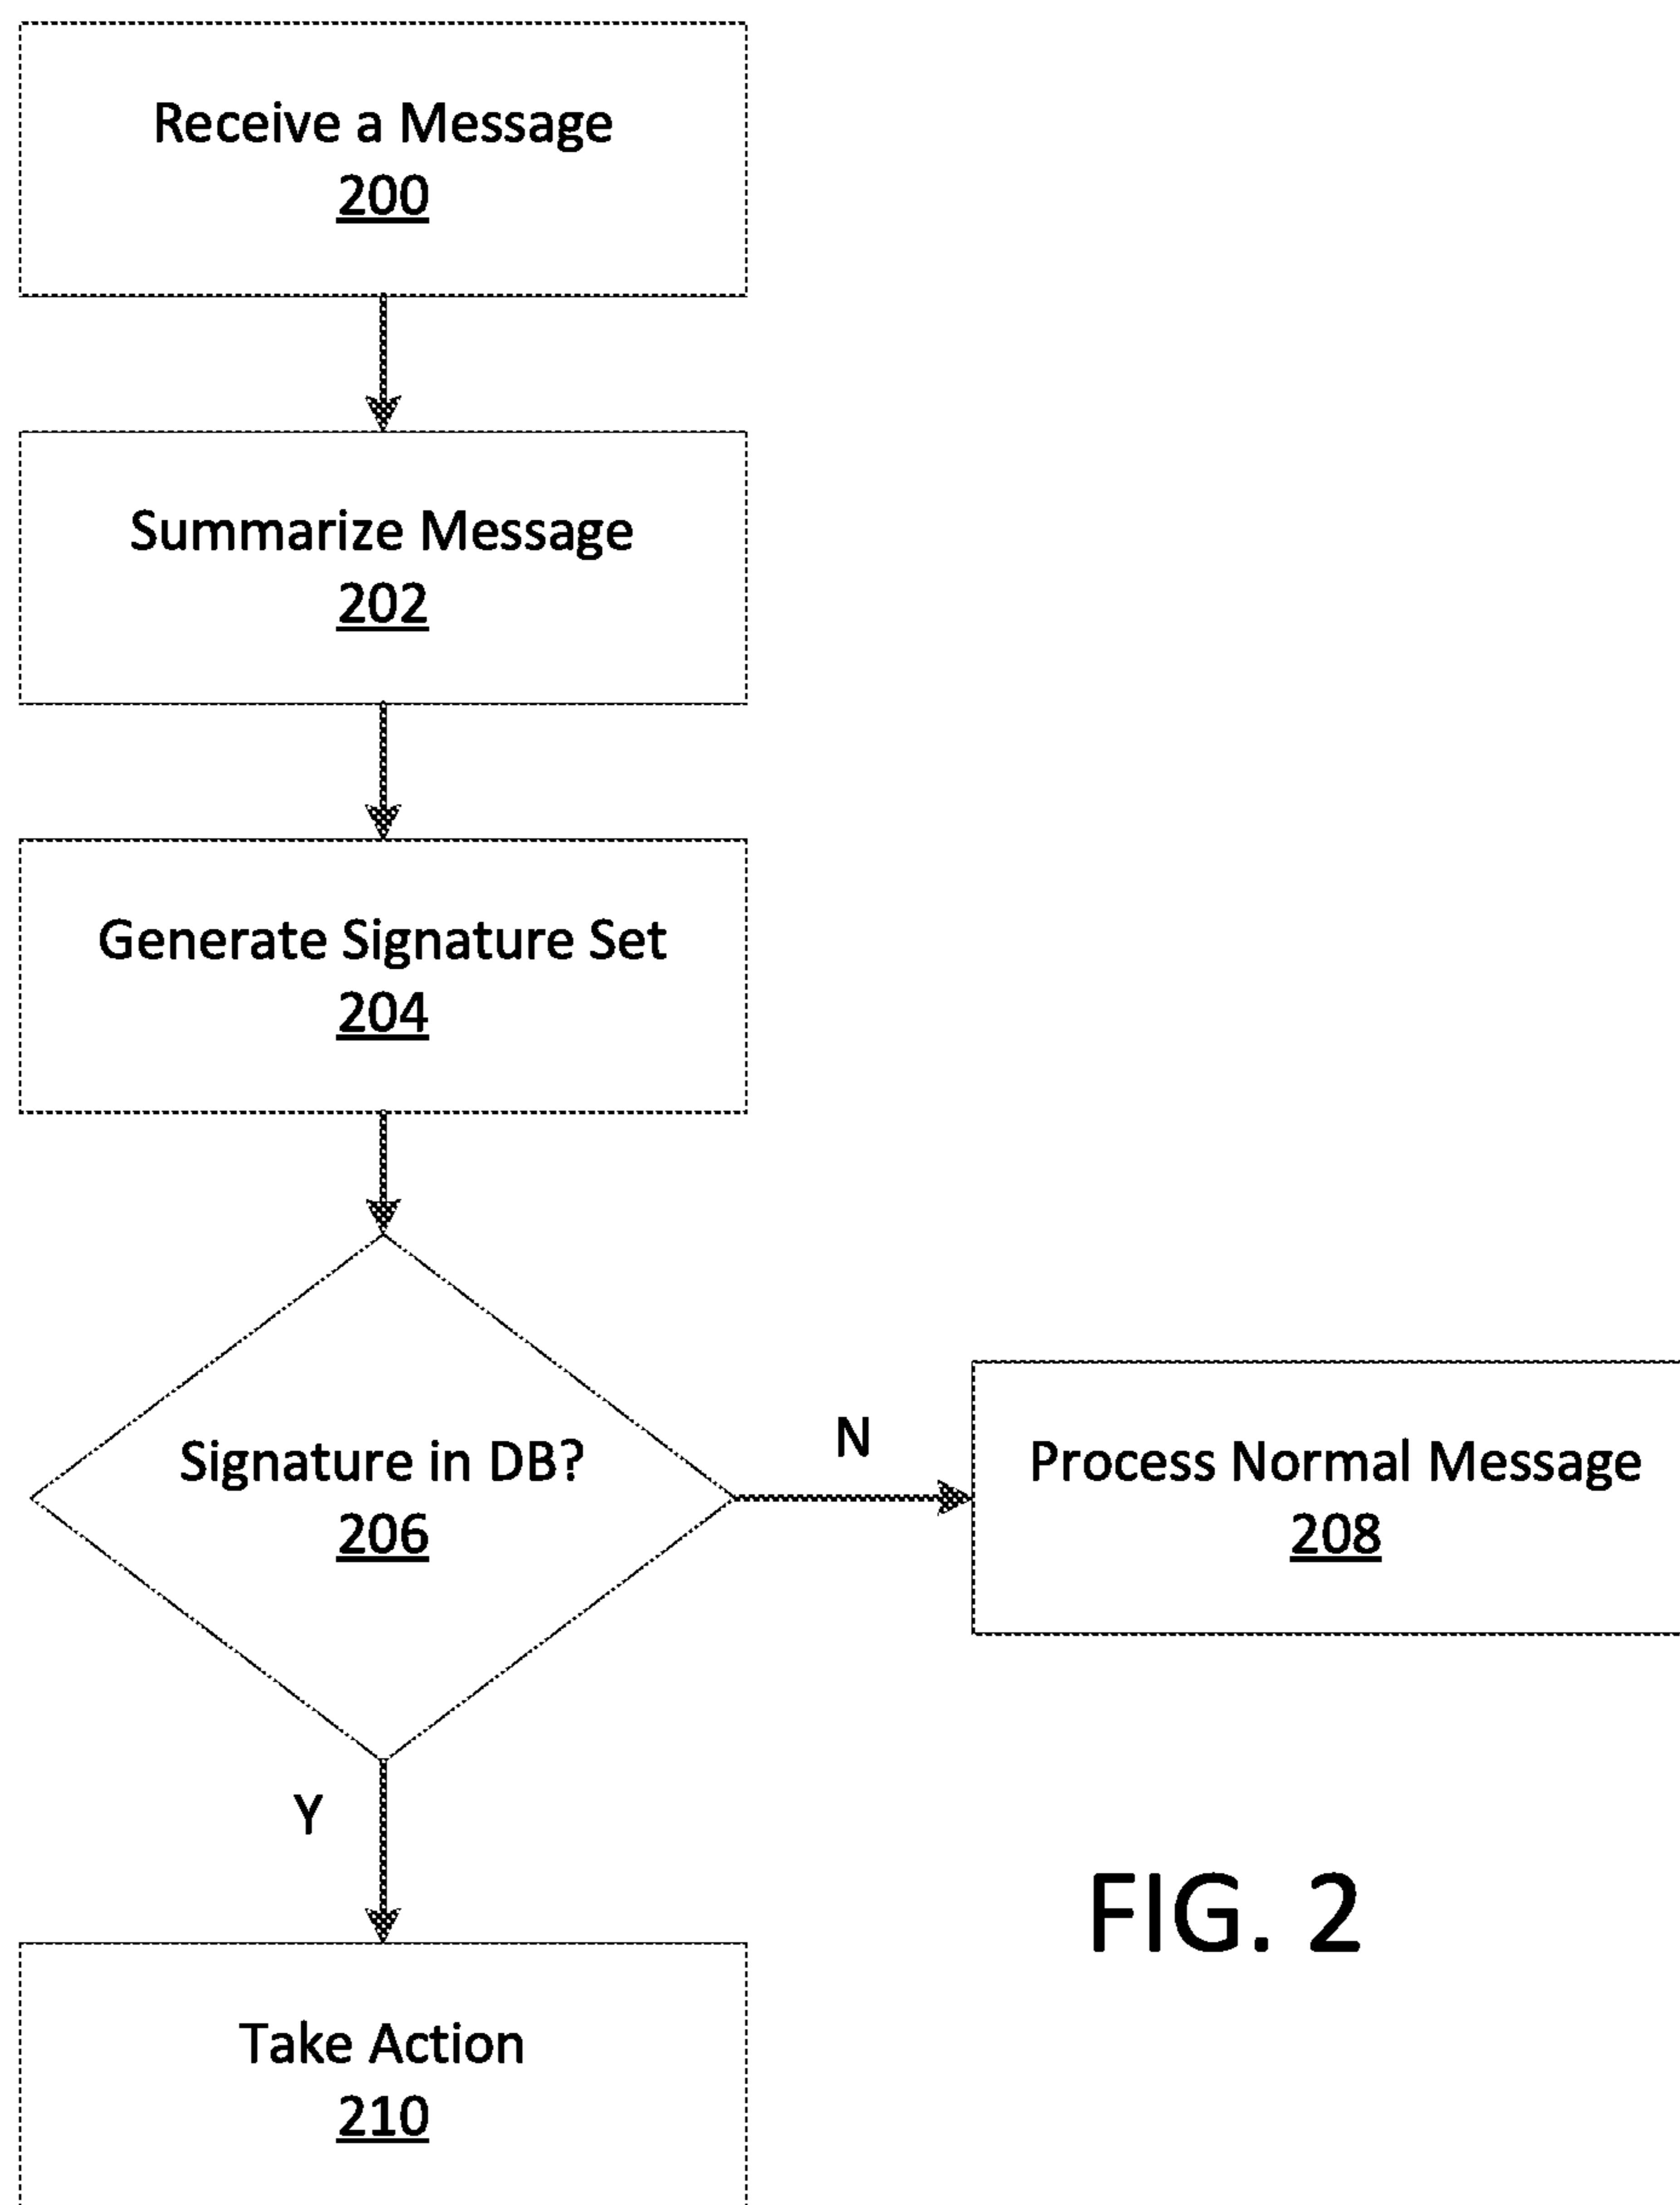 Receive a Message
200
Summarize Message
202
Generate Signature Set
204
Signature in DB?
206
N
Process Normal Message
208
Y
FIG. 2
Take Action
210